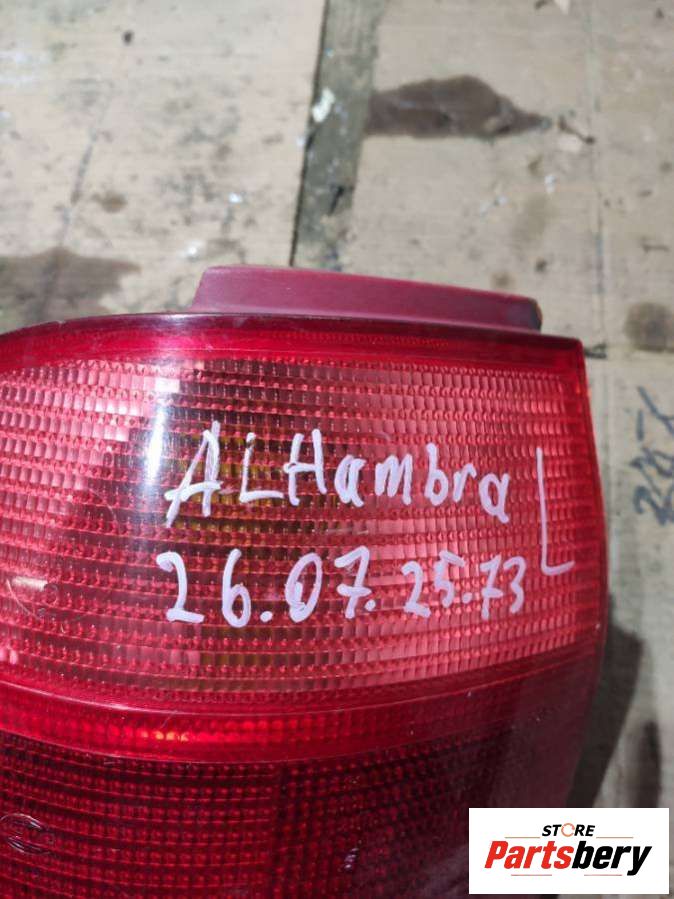 ALHambra L
26.07.25.73
STORE
Partsbery